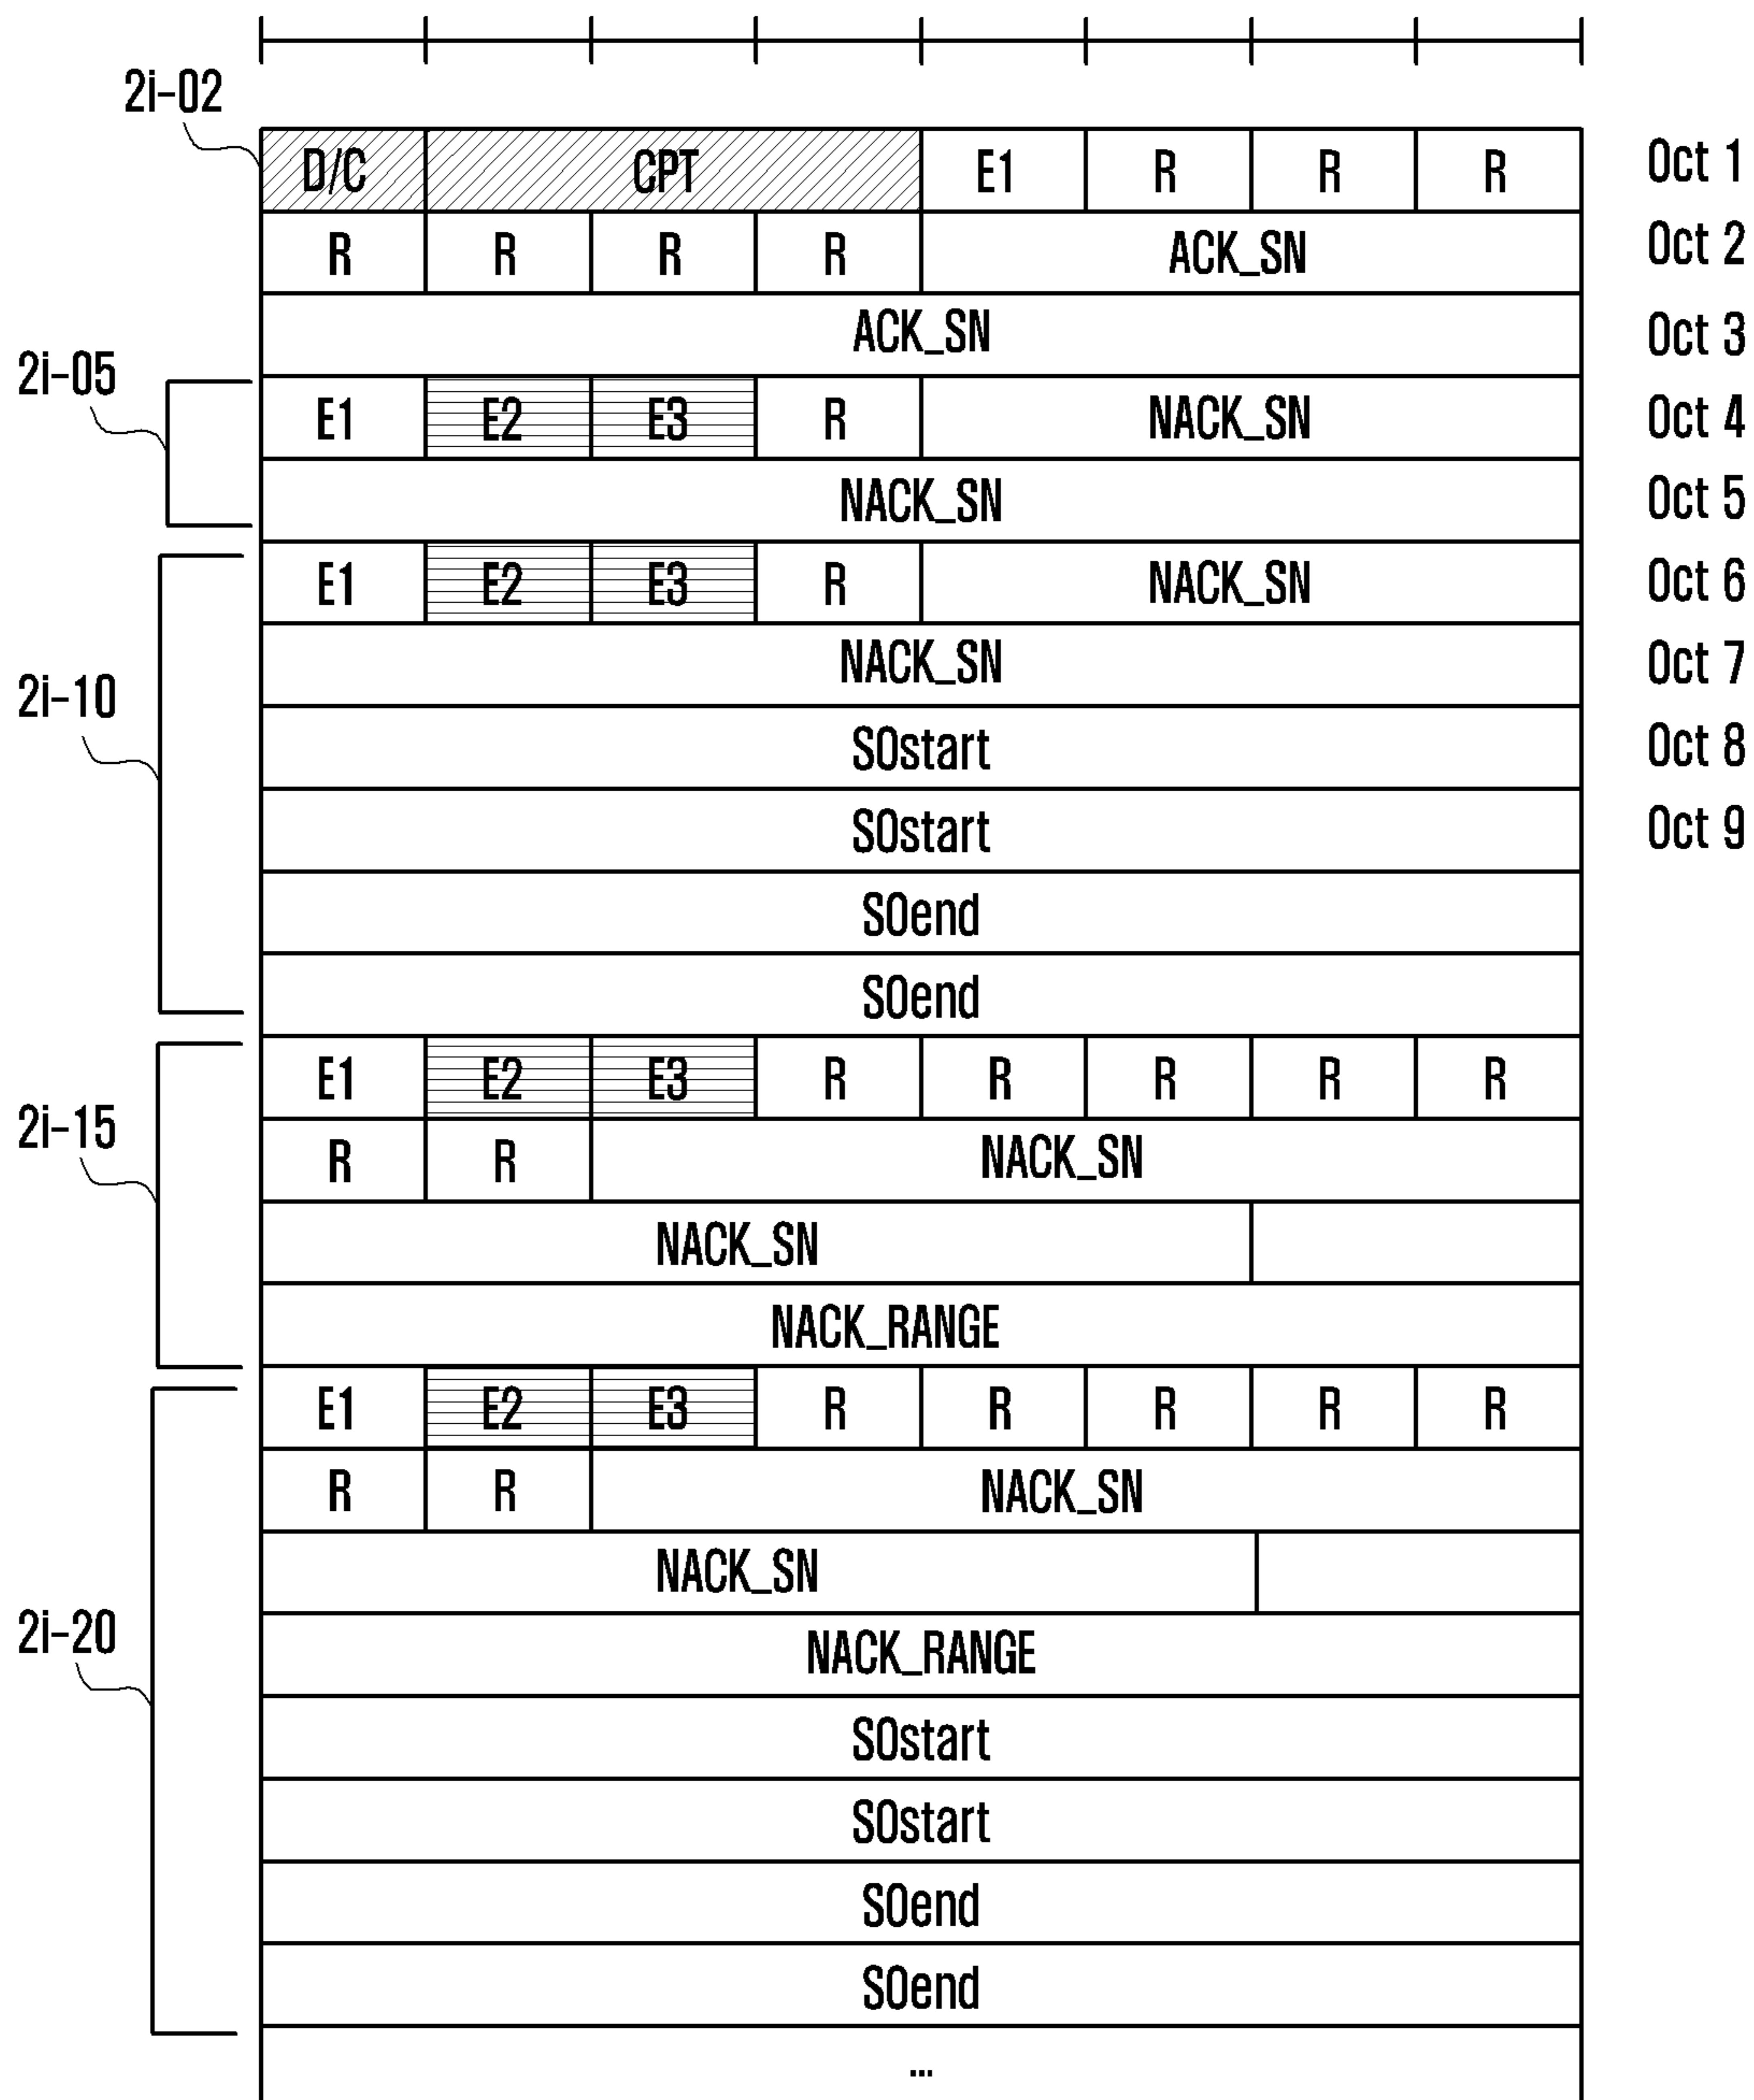 2i-02
D/C CPT E1 R R R Oct 1
R R R R ACK_SN Oct 2
ACK_SN Oct 3
2i-05
E1 E2 E3 R NACK_SN Oct 4
NACK_SN Oct 5
E1 E2 E3 R NACK_SN Oct 6
NACK_SN Oct 7
2i-10
SOstart Oct 8
SOstart Oct 9
SOend
SOend
E1 E2 E3 R R R R R
2i-15
R R NACK_SN
NACK_SN
NACK_RANGE
E1 E2 E3 R R R R R
R R NACK_SN
NACK_SN
2i-20
NACK_RANGE
SOstart
SOstart
SOend
SOend
...